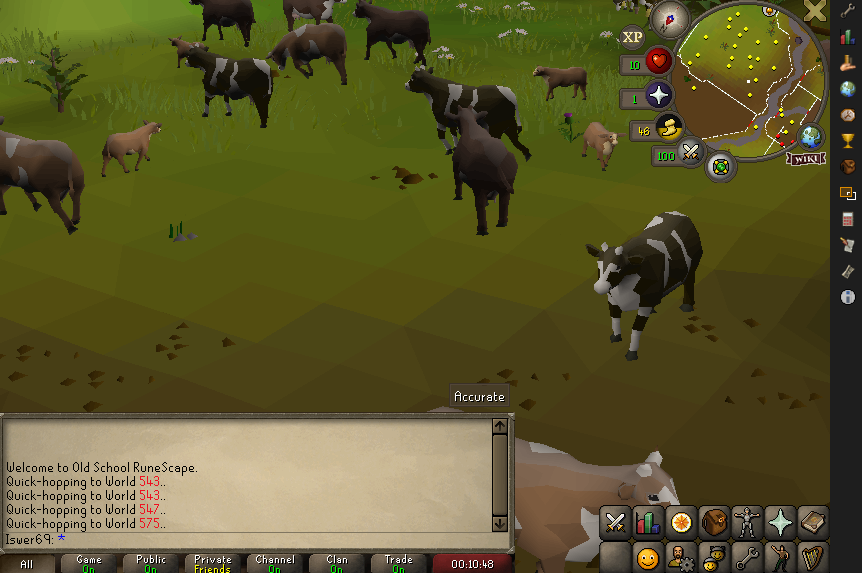 XP
10
1
46
100
WIKI
Accurate
Welcome to Old School RuneScape.
Quick-hopping to World 543..
Quick-hopping to World 543..
Quick-hopping to World 547..
Quick-hopping to World 575..
Iswer69: *
All
Game
On
Public
On
Private
Friends
Channel
On
Clan
On
Trade
On
00:10:48